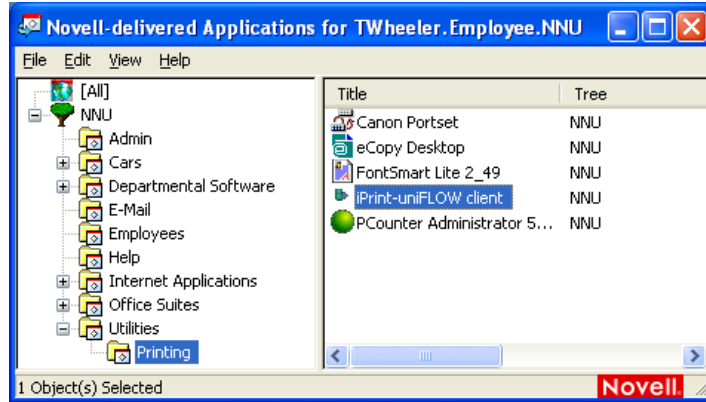 Novell-delivered Applications for TWheeler.Employee.NNU
File Edit View Help
[All]
NNU
Admin
Cars
Departmental Software
E-Mail
Employees
Help
Internet Applications
Office Suites
Utilities
Printing
Title Tree
Canon Portset NNU
eCopy Desktop NNU
FontSmart Lite 2_49 NNU
iPrint-uniFLOW client NNU
PCounter Administrator 5... NNU
1 Object(s) Selected
Novell.